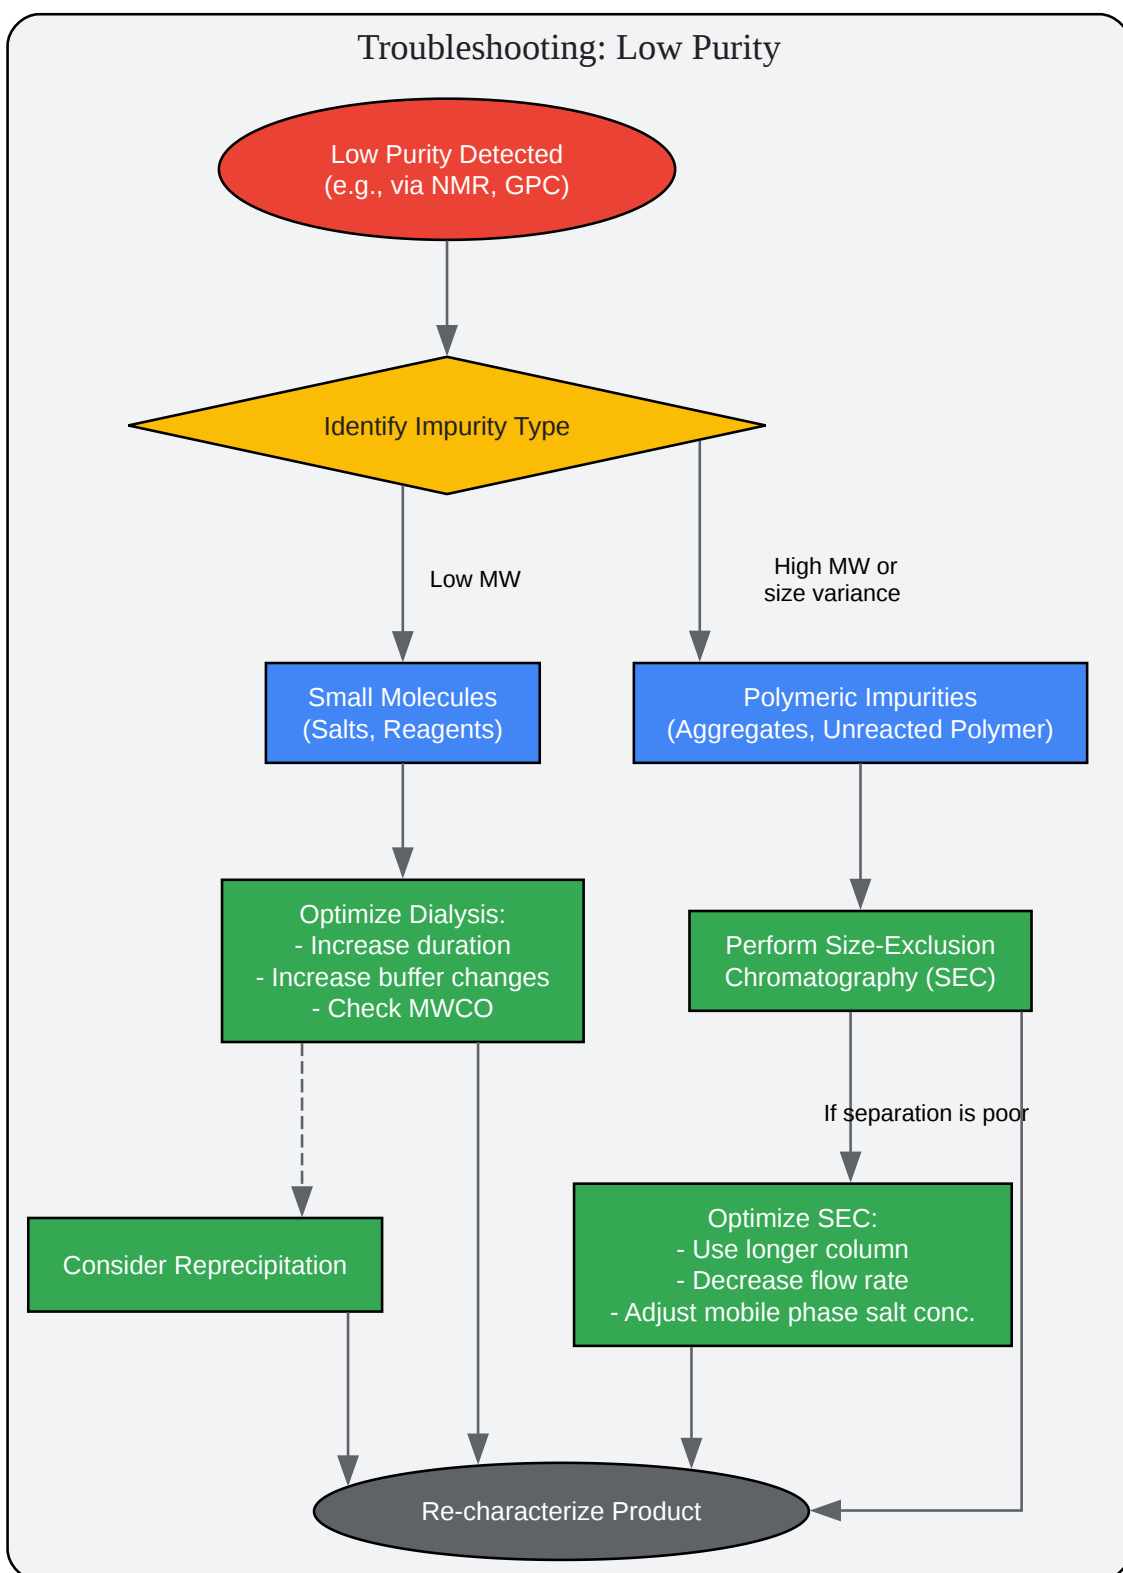 Troubleshooting: Low Purity
Low Purity Detected
(e.g., via NMR, GPC)
Identify Impurity Type
Low MW
High MW or
size variance
Small Molecules
(Salts, Reagents)
Polymeric Impurities
(Aggregates, Unreacted Polymer)
Optimize Dialysis:
- Increase duration
- Increase buffer changes
- Check MWCO
Perform Size-Exclusion
Chromatography (SEC)
If separation is poor
Consider Reprecipitation
Optimize SEC:
- Use longer column
- Decrease flow rate
- Adjust mobile phase salt conc.
Re-characterize Product